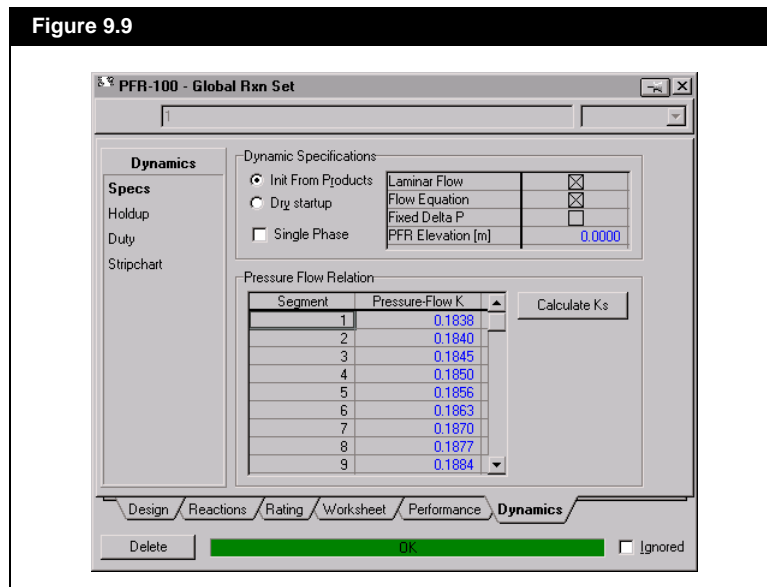 Figure 9.9
PFR-100 - Global Rxn Set
1
Dynamics
Specs
Holdup
Duty
Stripchart
Dynamic Specifications
Init From Products
Dry startup
Single Phase
Laminar Flow
Flow Equation
Fixed Delta P
PFR Elevation [m] 0.0000
Pressure Flow Relation
Segment Pressure-Flow K
1 0.1838
2 0.1840
3 0.1845
4 0.1850
5 0.1856
6 0.1863
7 0.1870
8 0.1877
9 0.1884
Calculate Ks
Design Reactions Rating Worksheet Performance Dynamics
Delete OK Ignored